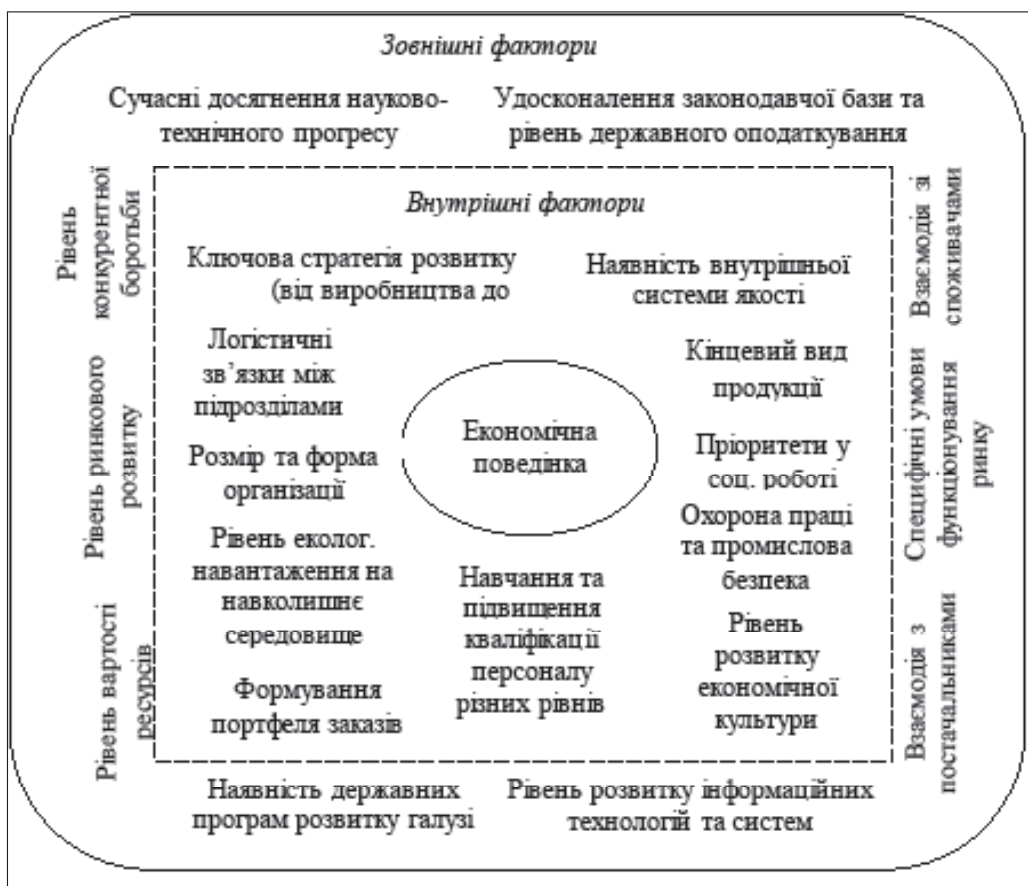 Зовнішні фактори
Сучасні досягнення науково-
технічного прогресу
Удосконалення законодавчої бази та
рівень державного оподаткування
Рівень
конкурентної
боротьби
Рівень ринкового
розвитку
Рівень вартості
ресурсів
Внутрішні фактори
Ключова стратегія розвитку
(від виробництва до
Наявність внутрішньої
системи якості
Логістичні
зв’язки між
підрозділами
Кінцевий вид
продукції
Економічна
поведінка
Розмір та форма
організації
Пріоритети у
соц. роботі
Охорона праці
та промислова
безпека
Рівень еколог.
навантаження на
навколишнє
середовище
Навчання та
підвищення
кваліфікації
персоналу
різних рівнів
Рівень
розвитку
економічної
культури
Формування
портфеля заказів
Взаємодія зі
споживачами
Специфічні умови
функціонування
ринку
Взаємодія з
постачальниками
Наявність державних
програм розвитку галузі
Рівень розвитку інформаційних
технологій та систем